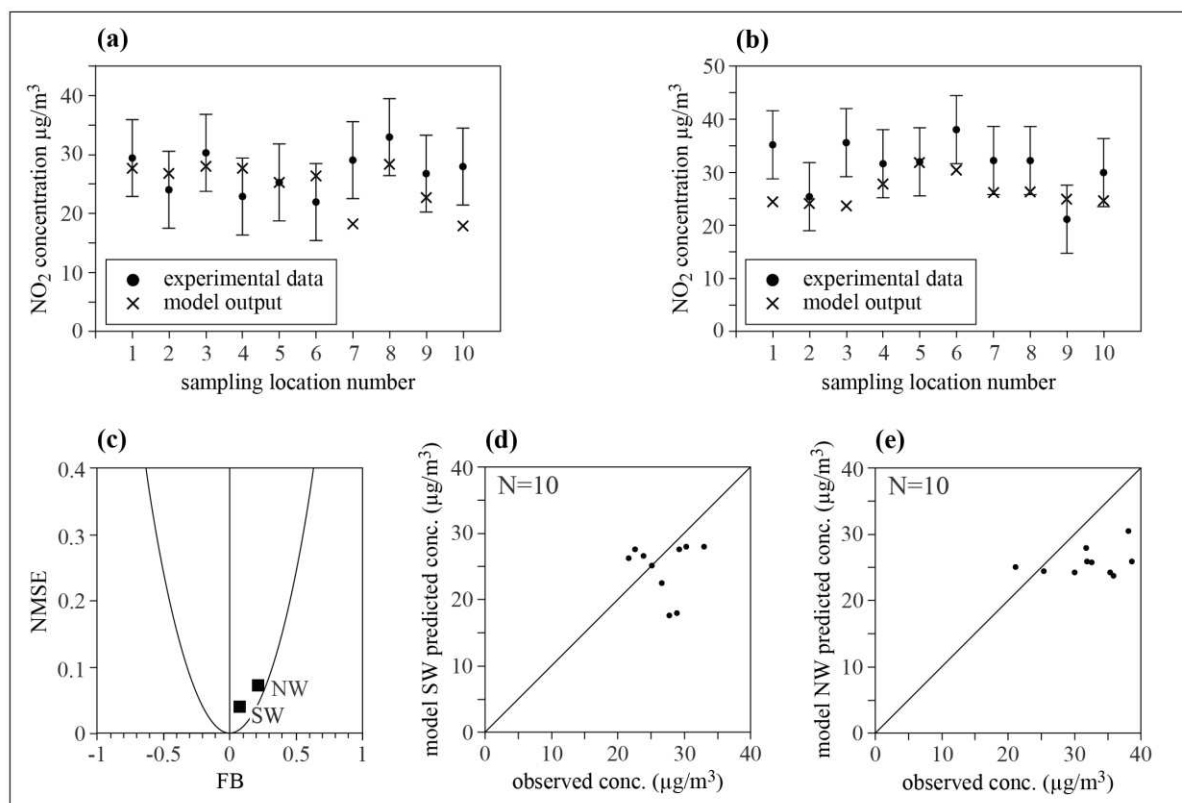 (a)
NO₂ concentration µg/m³
40
30
20
10
0
experimental data
model output
1 2 3 4 5 6 7 8 9 10
sampling location number
(b)
NO₂ concentration µg/m³
50
40
30
20
10
0
experimental data
model output
1 2 3 4 5 6 7 8 9 10
sampling location number
(c)
NMSE
0.4
0.3
0.2
0.1
0
NW
SW
-1 -0.5 0 0.5 1
FB
(d)
model SW predicted conc. (µg/m³)
40
30
20
10
0
N=10
0 10 20 30 40
observed conc. (µg/m³)
(e)
model NW predicted conc. (µg/m³)
40
30
20
10
0
N=10
0 10 20 30 40
observed conc. (µg/m³)